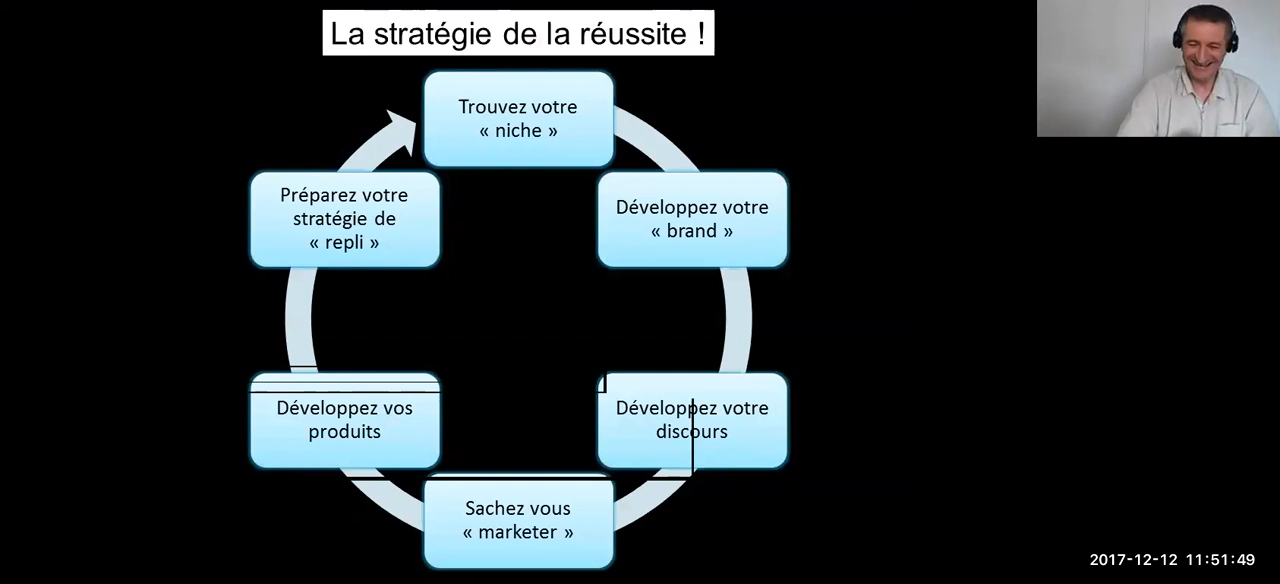 La stratégie de la réussite !
Trouvez votre
« niche »
Développez votre
« brand »
Développez votre
discours
Sachez vous
« marketer »
Développez vos
produits
Préparez votre
stratégie de
« repli »
2017-12-12 11:51:49